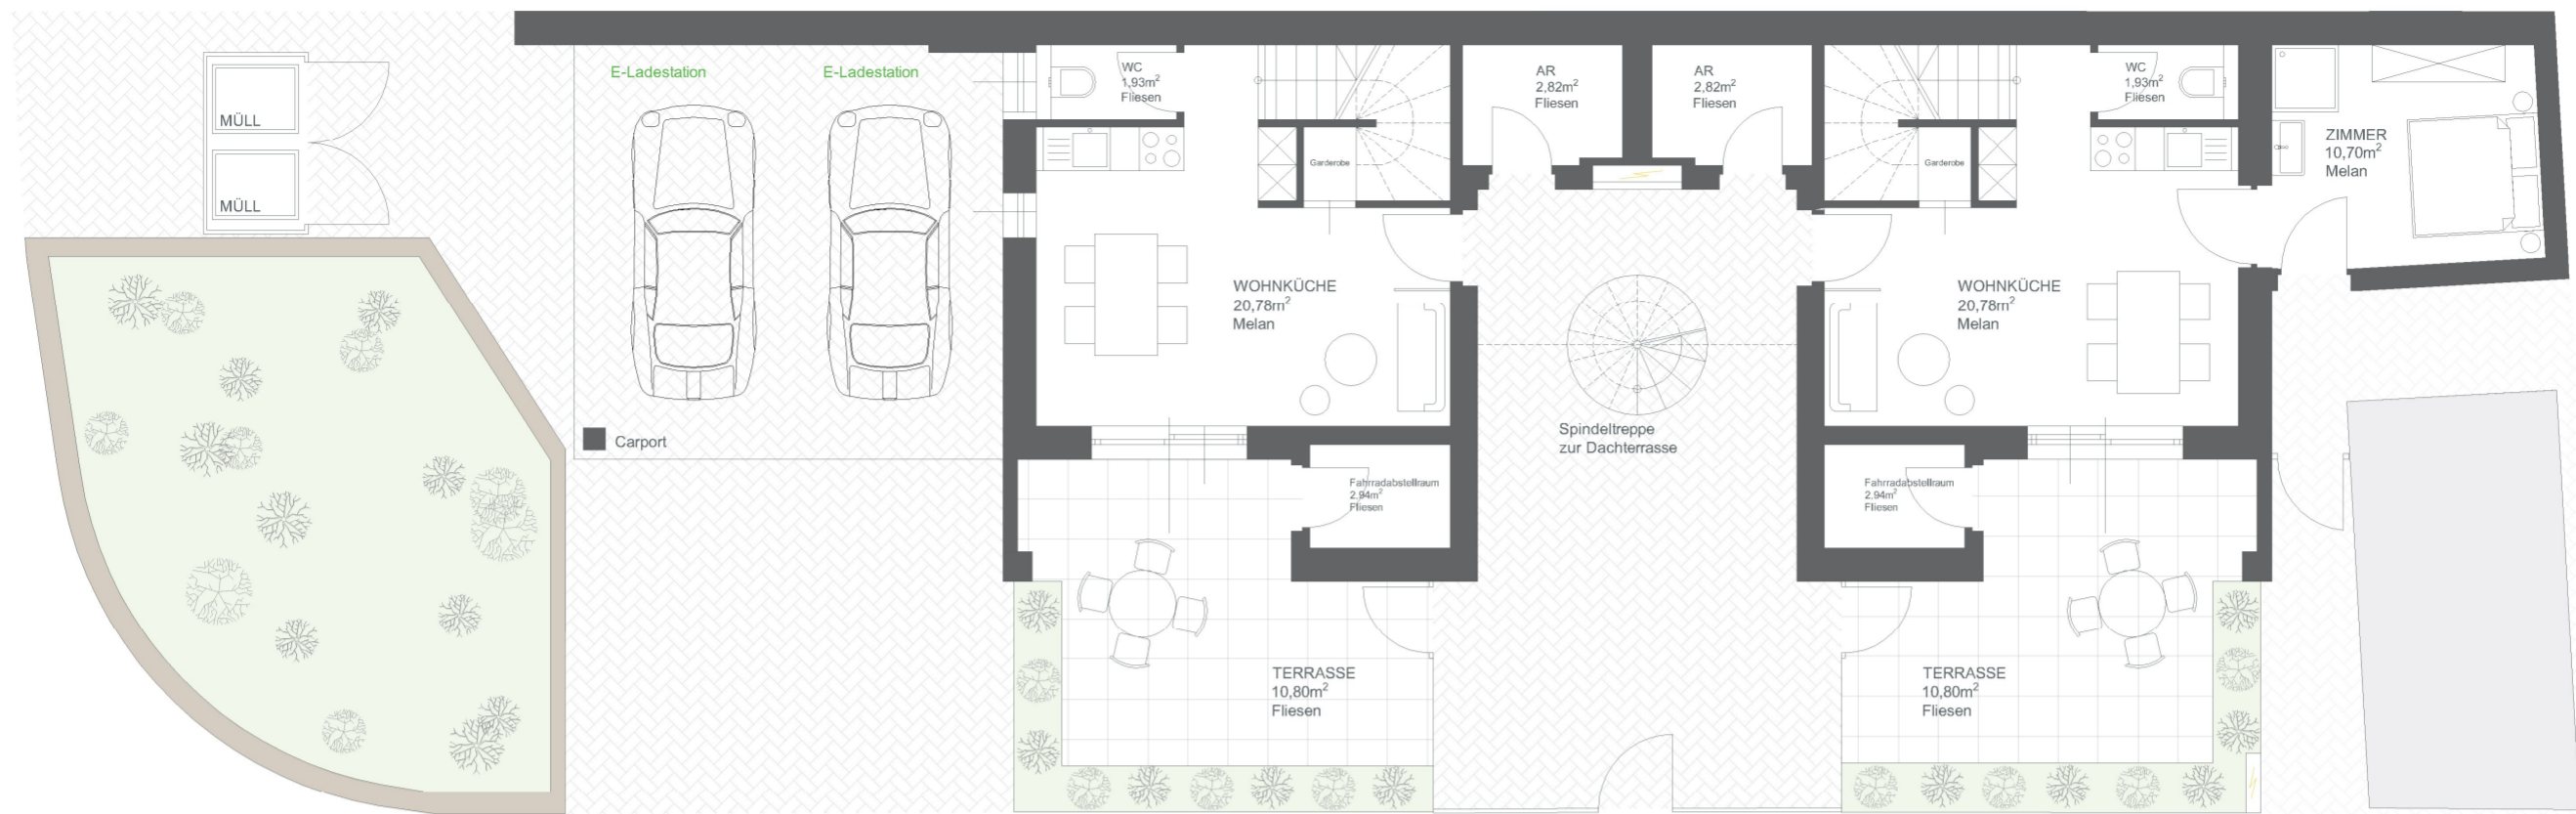 E-Ladestation
E-Ladestation
MÜLL
MÜLL
Carport
WC
1,93m²
Fliesen
Garderobe
WOHNKÜCHE
20,78m²
Melan
Fahrradabstellraum
2,94m²
Fliesen
TERRASSE
10,80m²
Fliesen
AR
2,82m²
Fliesen
AR
2,82m²
Fliesen
Spindeltreppe
zur Dachterrasse
Garderobe
WC
1,93m²
Fliesen
WOHNKÜCHE
20,78m²
Melan
Fahrradabstellraum
2,94m²
Fliesen
TERRASSE
10,80m²
Fliesen
ZIMMER
10,70m²
Melan